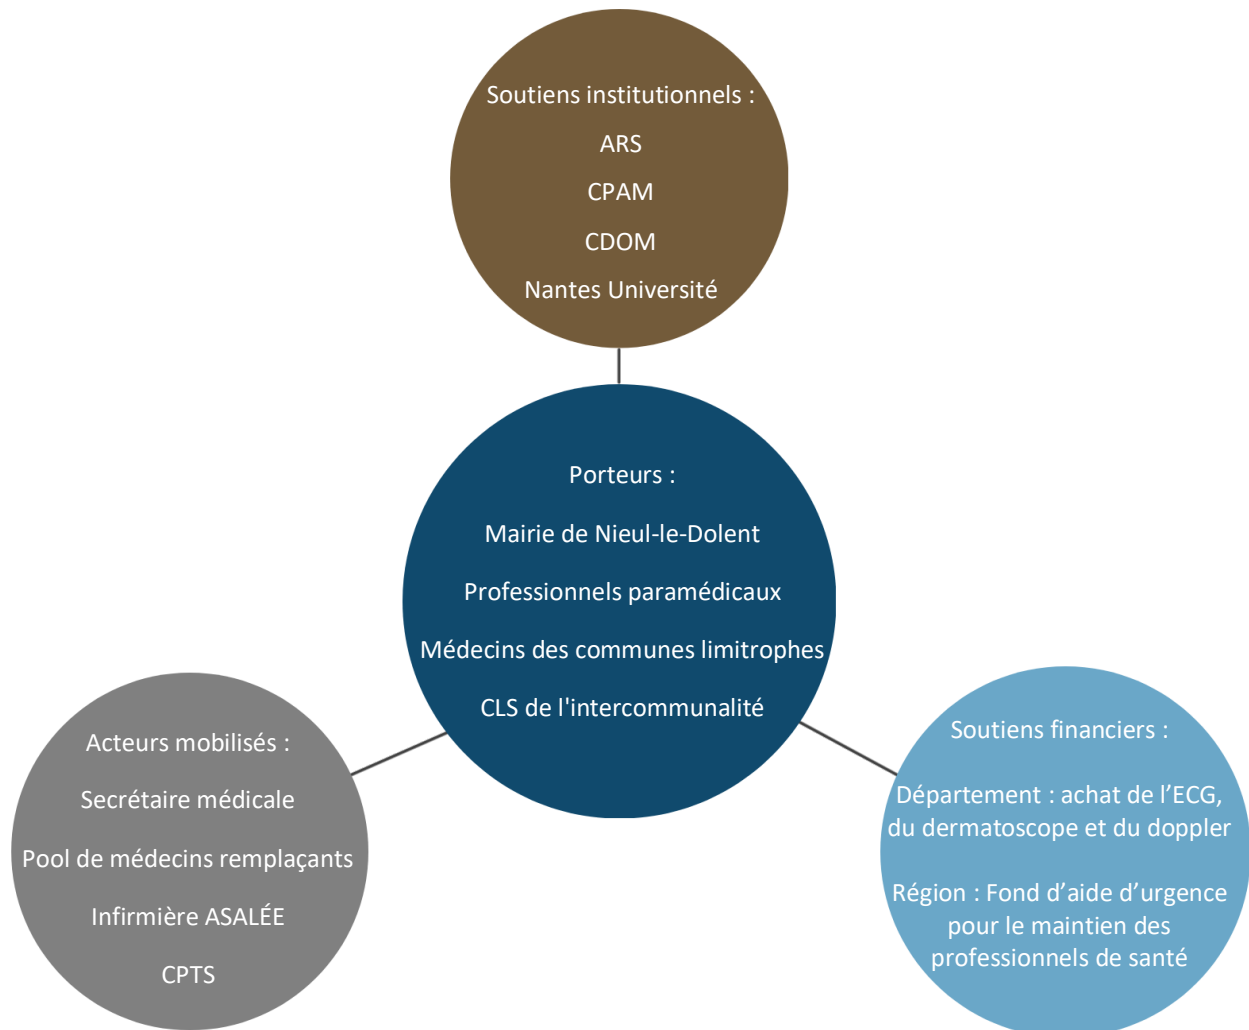 Soutiens institutionnels :
ARS
CPAM
CDOM
Nantes Université
Porteurs :
Mairie de Nieul-le-Dolent
Professionnels paramédicaux
Médecins des communes limitrophes
CLS de l'intercommunalité
Acteurs mobilisés :
Secrétaire médicale
Pool de médecins remplaçants
Infirmière ASALÉE
CPTS
Soutiens financiers :
Département : achat de l’ECG,
du dermatoscope et du doppler
Région : Fond d’aide d’urgence
pour le maintien des
professionnels de santé